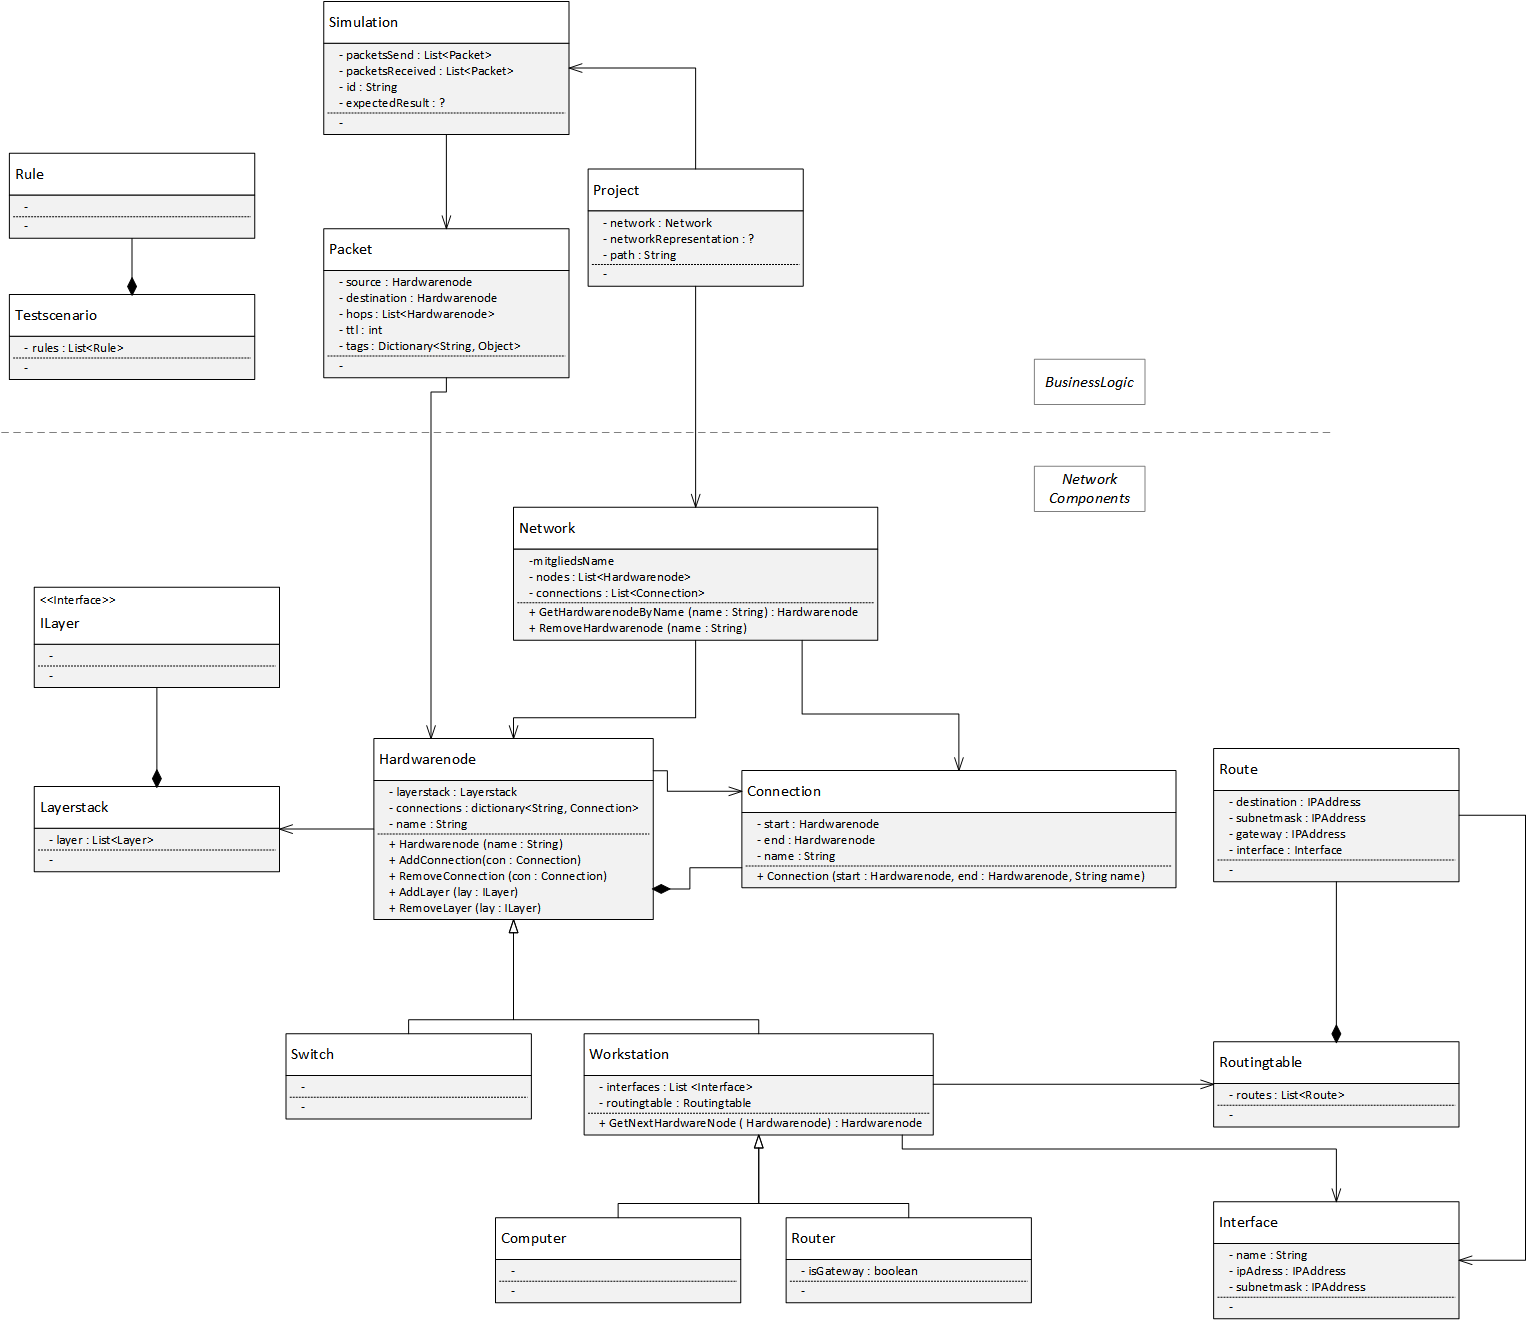 Simulation
- packetsSend : List<Packet>
- packetsReceived : List<Packet>
- id : String
- expectedResult : ?
-
Rule
-
-
Project
- network : Network
- networkRepresentation : ?
- path : String
-
Packet
- source : Hardwarenode
- destination : Hardwarenode
- hops : List<Hardwarenode>
- ttl : int
- tags : Dictionary<String, Object>
-
Testscenario
- rules : List<Rule>
-
BusinessLogic
Network
Components
Network
-mitgliedsName
- nodes : List<Hardwarenode>
- connections : List<Connection>
+ GetHardwarenodeByName (name : String) : Hardwarenode
+ RemoveHardwarenode (name : String)
<<Interface>>
ILayer
-
-
Layerstack
- layer : List<Layer>
-
Hardwarenode
- layerstack : Layerstack
- connections : dictionary<String, Connection>
- name : String
+ Hardwarenode (name : String)
+ AddConnection(con : Connection)
+ RemoveConnection (con : Connection)
+ AddLayer (lay : ILayer)
+ RemoveLayer (lay : ILayer)
Connection
- start : Hardwarenode
- end : Hardwarenode
- name : String
+ Connection (start : Hardwarenode, end : Hardwarenode, String name)
Route
- destination : IPAddress
- subnetmask : IPAddress
- gateway : IPAddress
- interface : Interface
-
Switch
-
-
Workstation
- interfaces : List <Interface>
- routingtable : Routingtable
+ GetNextHardwareNode ( Hardwarenode) : Hardwarenode
Routingtable
- routes : List<Route>
-
Computer
-
-
Router
- isGateway : boolean
-
Interface
- name : String
- ipAdress : IPAddress
- subnetmask : IPAddress
-